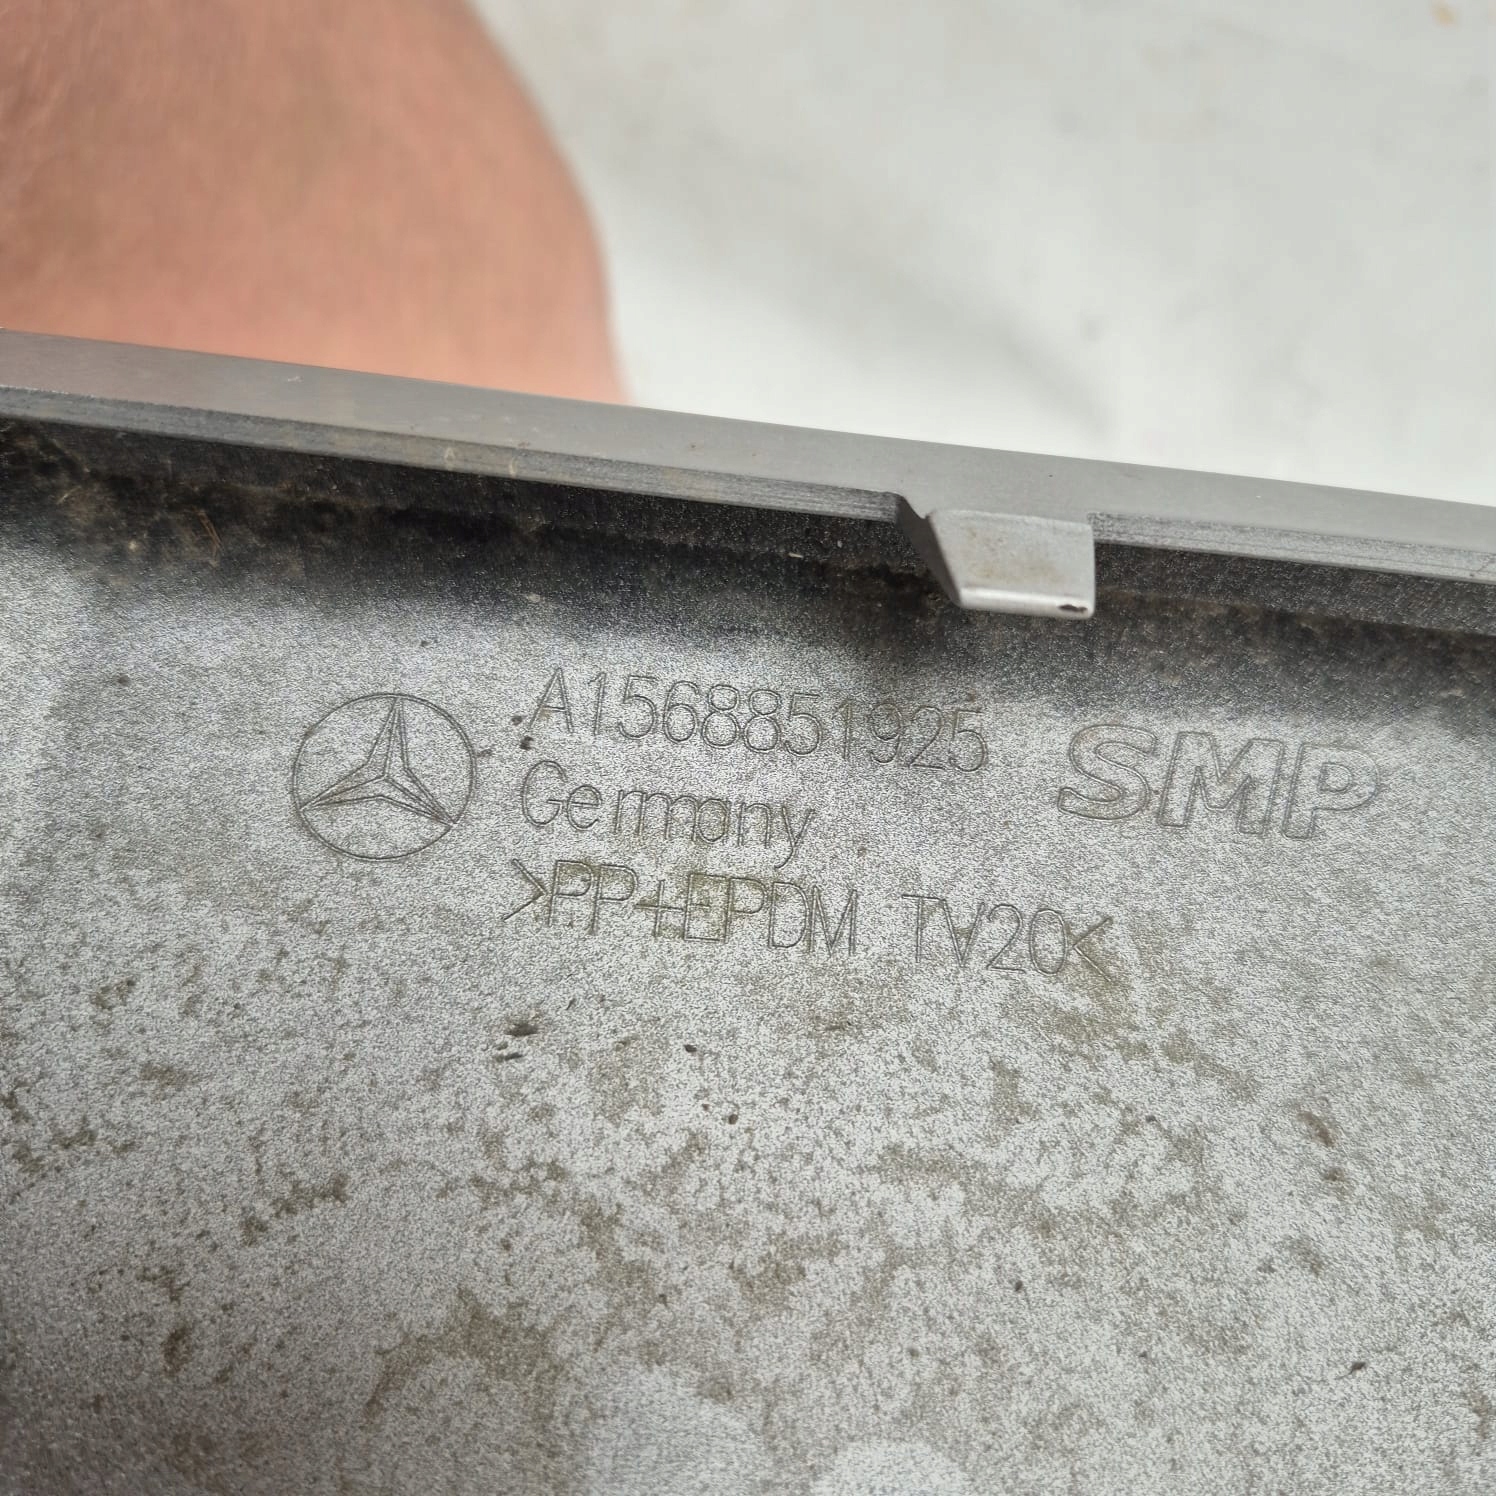 A1568851925
SMP
Germany
>PP+EPDM TV20<